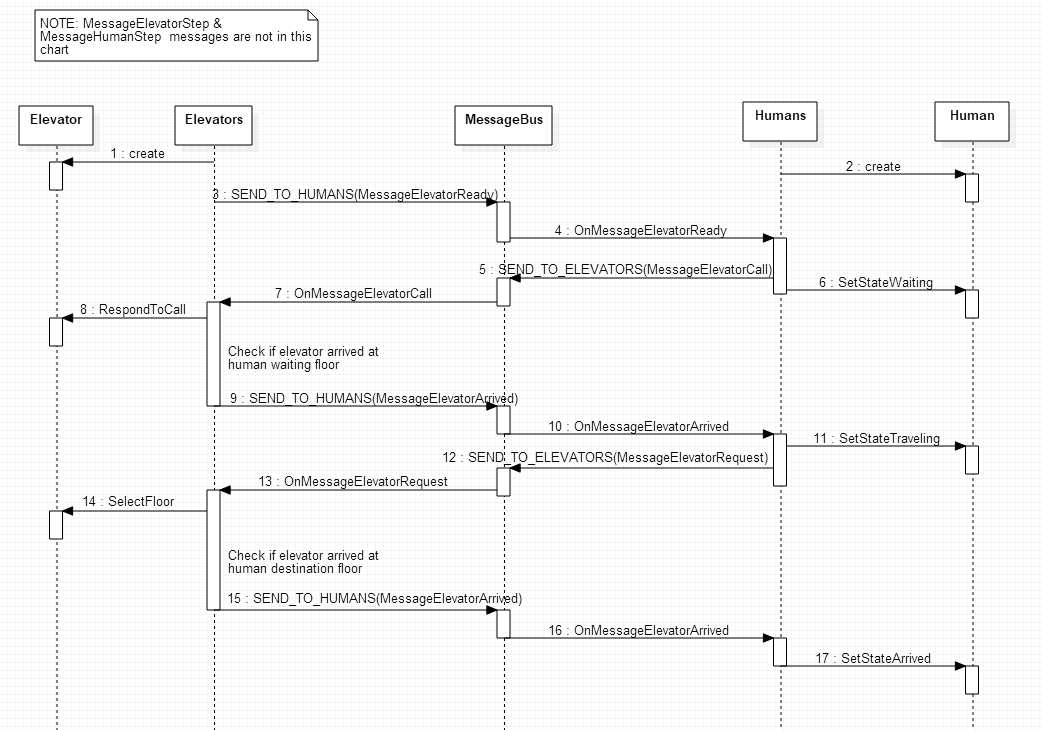 NOTE: MessageElevatorStep &
MessageHumanStep messages are not in this
chart
Elevator
Elevators
MessageBus
Humans
Human
1 : create
2 : create
3 : SEND_TO_HUMANS(MessageElevatorReady)
4 : OnMessageElevatorReady
5 : SEND_TO_ELEVATORS(MessageElevatorCall)
6 : SetStateWaiting
7 : OnMessageElevatorCall
8 : RespondToCall
Check if elevator arrived at
human waiting floor
9 : SEND_TO_HUMANS(MessageElevatorArrived)
10 : OnMessageElevatorArrived
11 : SetStateTraveling
12 : SEND_TO_ELEVATORS(MessageElevatorRequest)
13 : OnMessageElevatorRequest
14 : SelectFloor
Check if elevator arrived at
human destination floor
15 : SEND_TO_HUMANS(MessageElevatorArrived)
16 : OnMessageElevatorArrived
17 : SetStateArrived